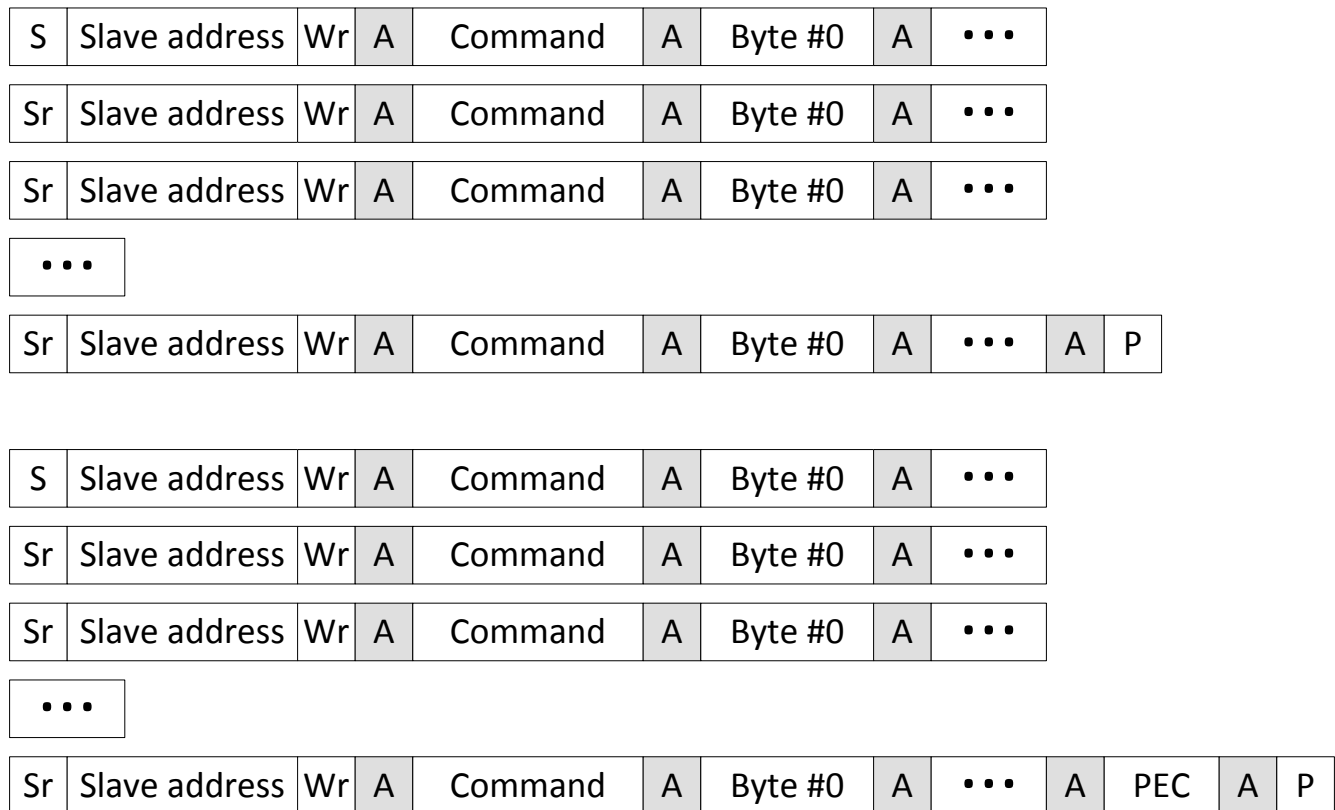 S Slave address Wr A Command A Byte #0 A •••
Sr Slave address Wr A Command A Byte #0 A •••
Sr Slave address Wr A Command A Byte #0 A •••
•••
Sr Slave address Wr A Command A Byte #0 A ••• A P
S Slave address Wr A Command A Byte #0 A •••
Sr Slave address Wr A Command A Byte #0 A •••
Sr Slave address Wr A Command A Byte #0 A •••
•••
Sr Slave address Wr A Command A Byte #0 A ••• A PEC A P